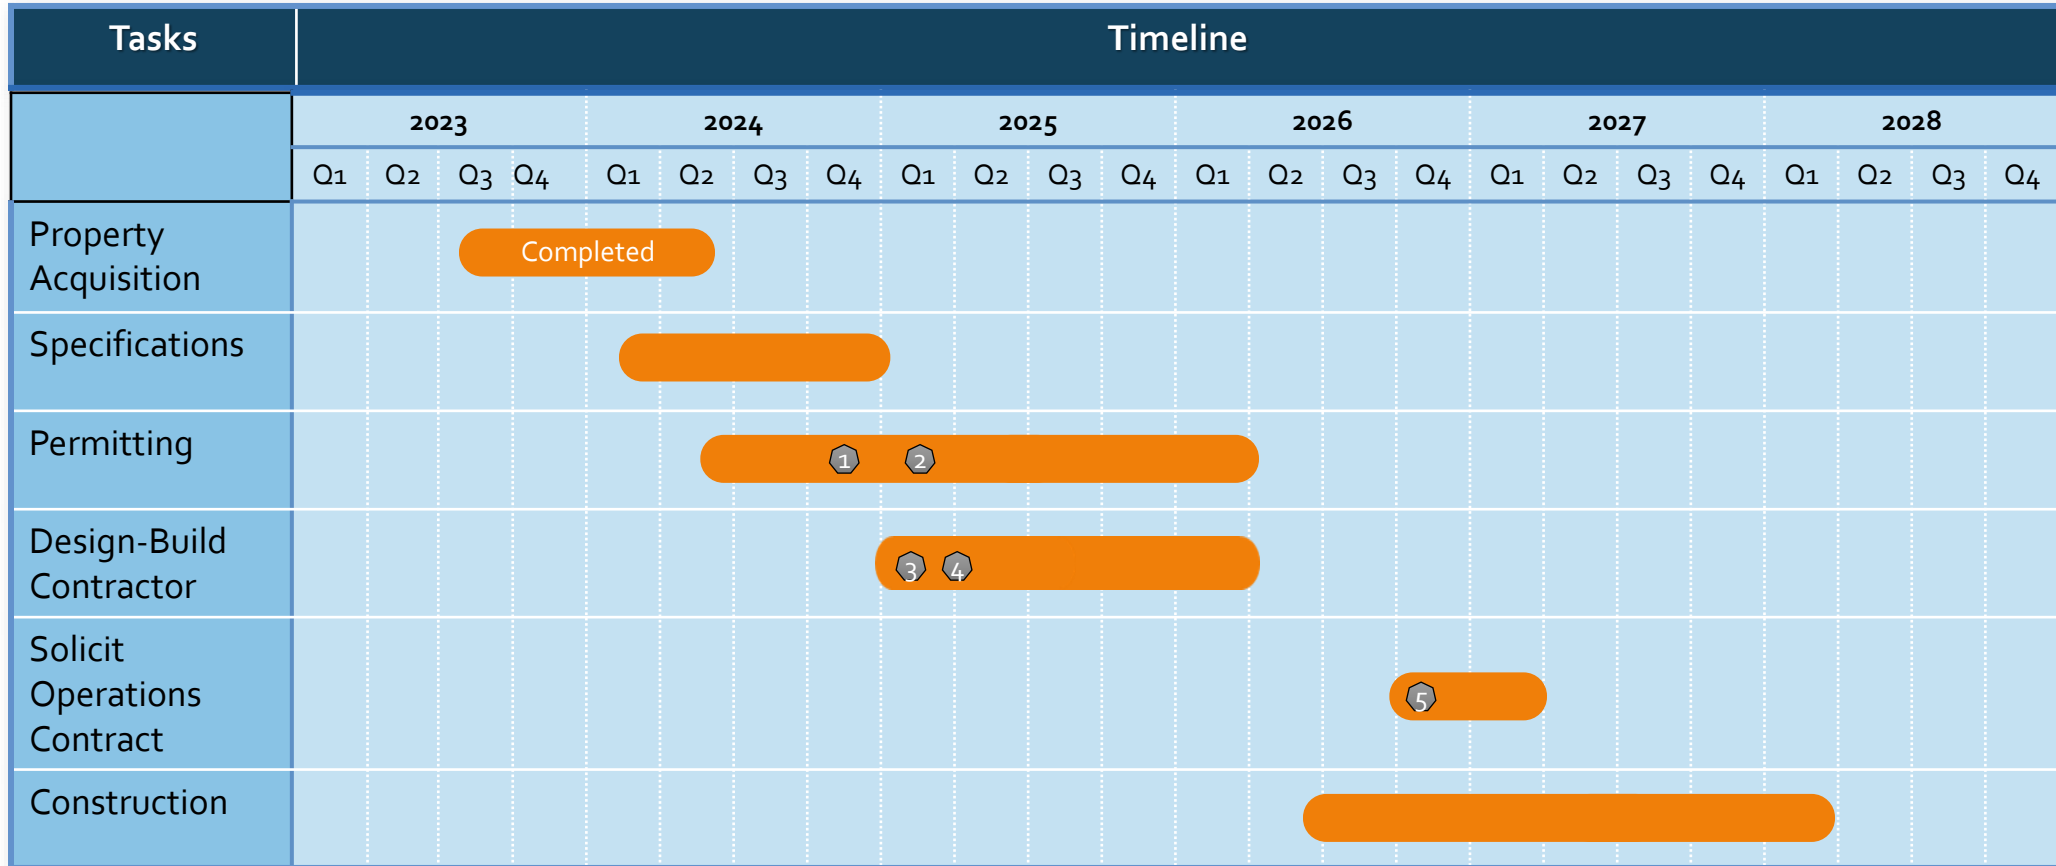 Tasks Timeline
2023 2024 2025 2026 2027 2028
Q1 Q2 Q3 Q4 Q1 Q2 Q3 Q4 Q1 Q2 Q3 Q4 Q1 Q2 Q3 Q4 Q1 Q2 Q3 Q4 Q1 Q2 Q3 Q4
Property
Acquisition
Completed
Specifications
Permitting
1 2
Design-Build
Contractor
3 4
Solicit
Operations
Contract
5
Construction